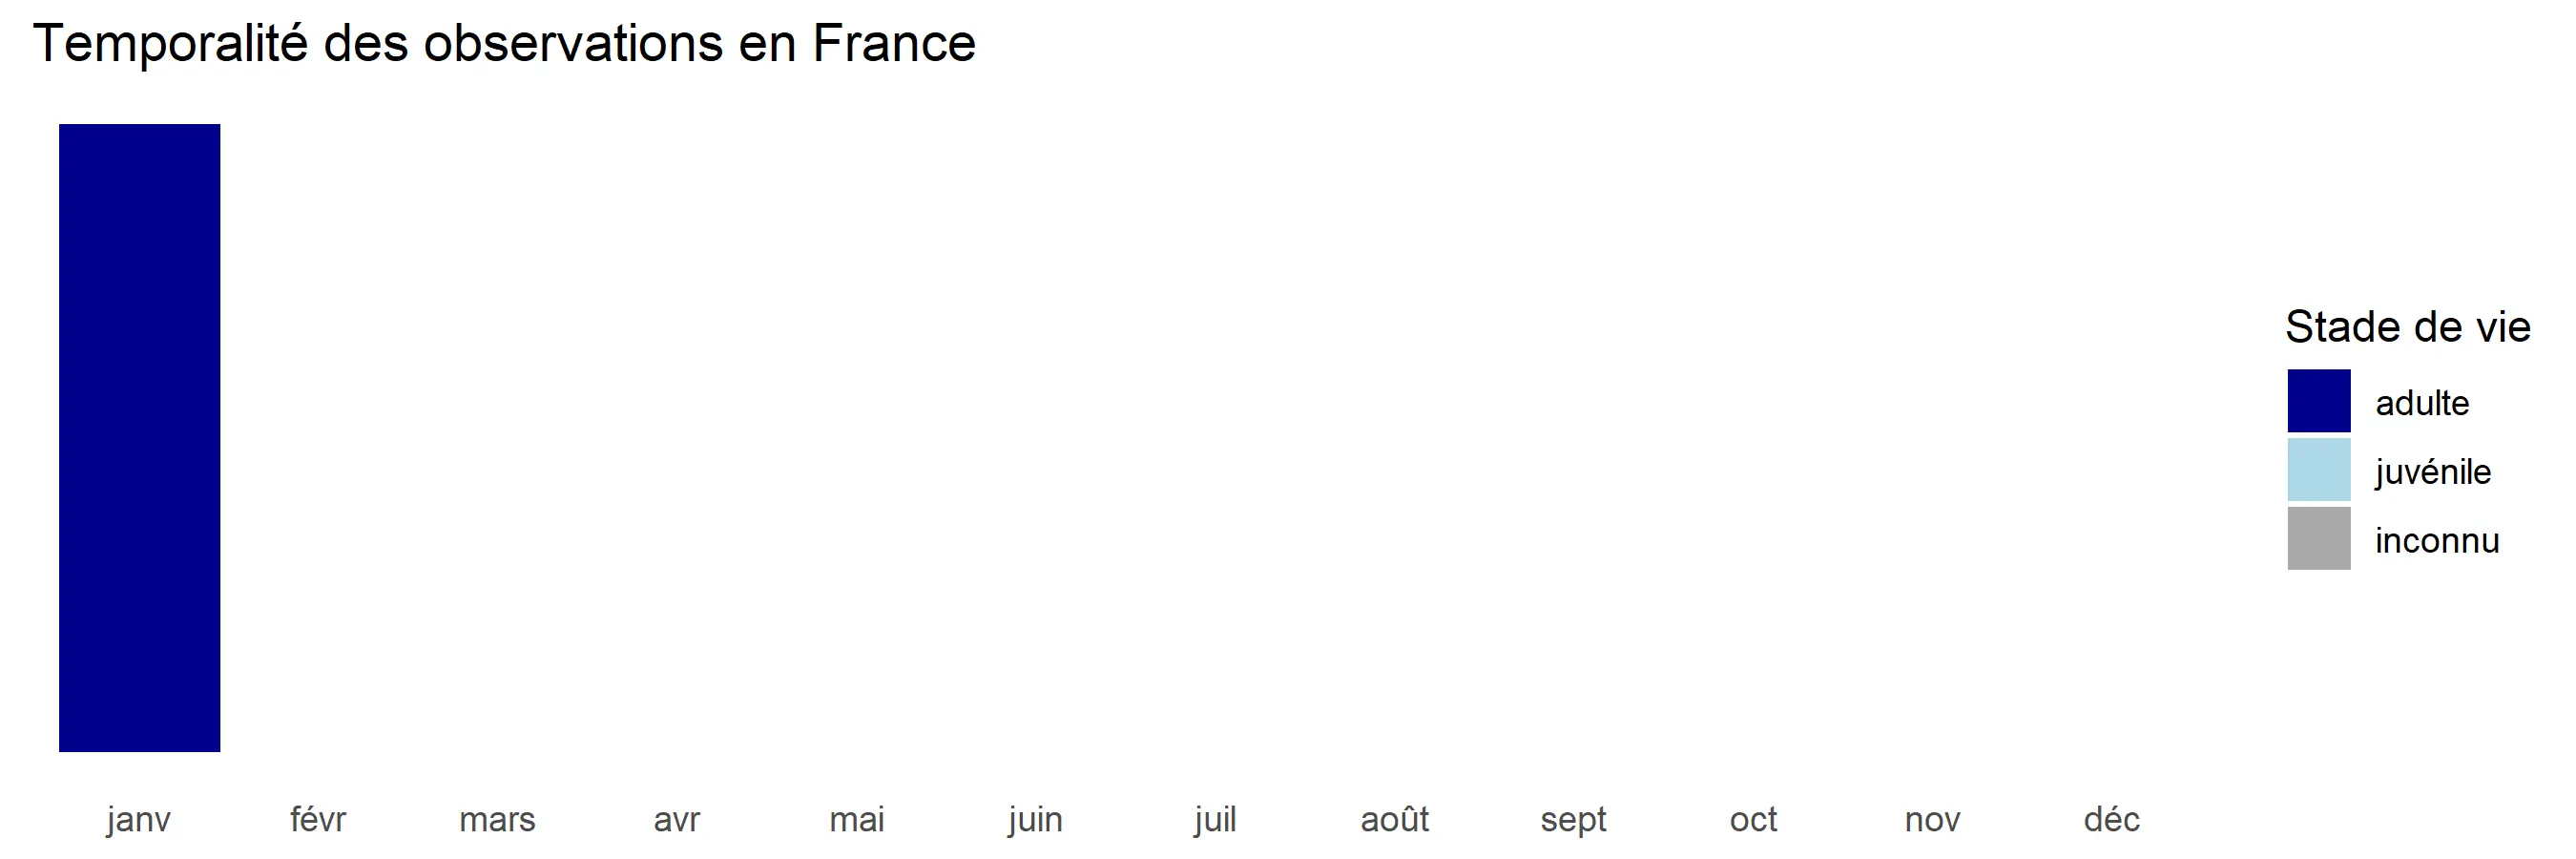 Temporalité des observations en France
Stade de vie
adulte
juvénile
inconnu
janv févr mars avr mai juin juil août sept oct nov déc